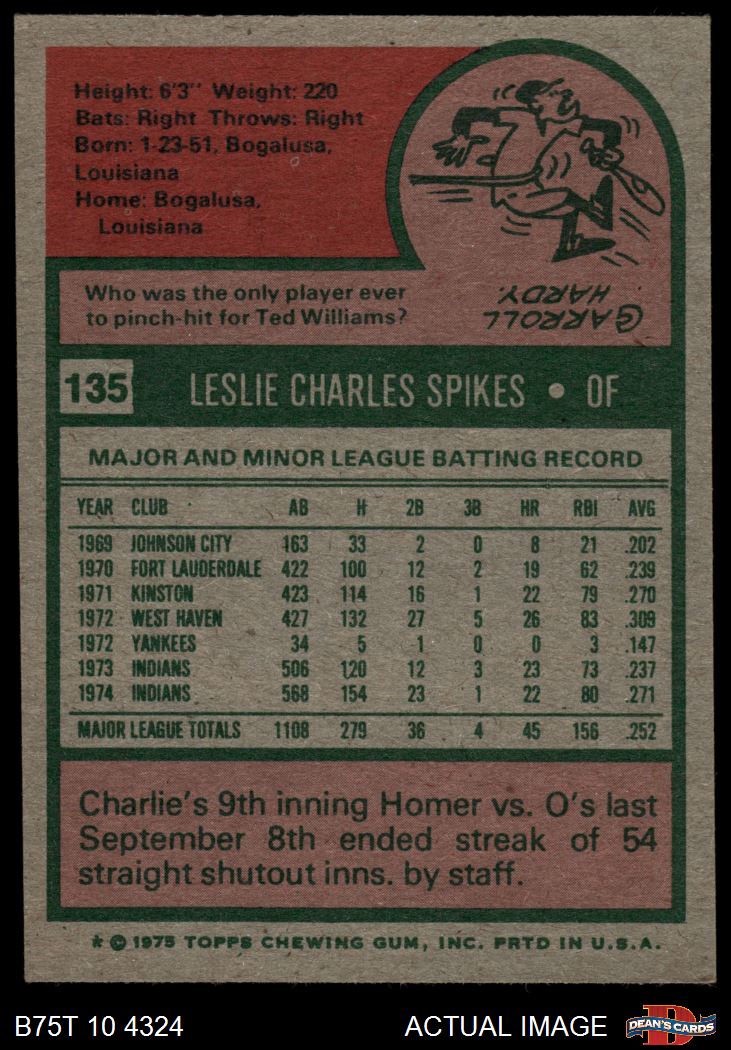 Height: 6'3" Weight: 220
Bats: Right Throws: Right
Born: 1-23-51, Bogalusa,
Louisiana
Home: Bogalusa,
Louisiana
Who was the only player ever
to pinch-hit for Ted Williams?
CARROLL
HARDY.
135 LESLIE CHARLES SPIKES • OF
MAJOR AND MINOR LEAGUE BATTING RECORD
YEAR CLUB AB H 2B 3B HR RBI AVG
1969 JOHNSON CITY 163 33 2 0 8 21 .202
1970 FORT LAUDERDALE 422 100 12 2 19 62 .239
1971 KINSTON 423 114 16 1 22 79 .270
1972 WEST HAVEN 427 132 27 5 26 83 .309
1972 YANKEES 34 5 1 0 0 3 .147
1973 INDIANS 506 120 12 3 23 73 .237
1974 INDIANS 568 154 23 1 22 80 .271
MAJOR LEAGUE TOTALS 1108 279 36 4 45 156 .252
Charlie's 9th inning Homer vs. O's last
September 8th ended streak of 54
straight shutout inns. by staff.
* © 1975 TOPPS CHEWING GUM, INC. PRTD IN U.S.A.
B75T 10 4324 ACTUAL IMAGE D DEAN'S CARDS